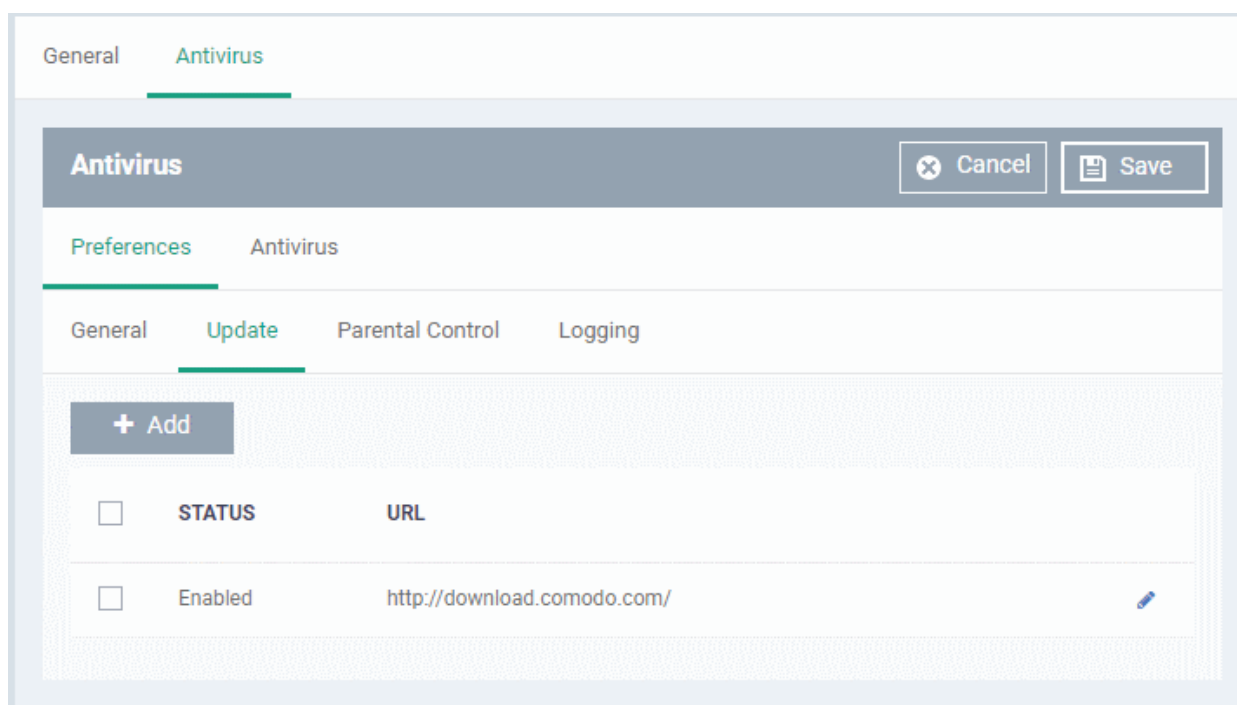 General Antivirus
Antivirus Cancel Save
Preferences Antivirus
General Update Parental Control Logging
+ Add
STATUS URL
Enabled http://download.comodo.com/